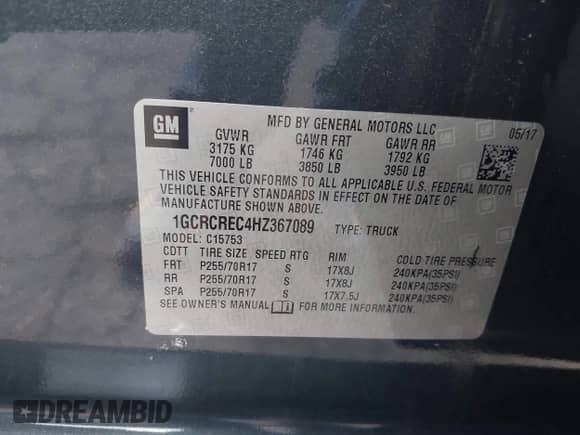 GM
MFD BY GENERAL MOTORS LLC
05/17
GVWR GAWR FRT GAWR RR
3175 KG 1746 KG 1792 KG
7000 LB 3850 LB 3950 LB
THIS VEHICLE CONFORMS TO ALL APPLICABLE U.S. FEDERAL MOTOR
VEHICLE SAFETY STANDARDS IN EFFECT ON THE DATE OF
MANUFACTURE SHOWN ABOVE.
1GCRCREC4HZ367089 TYPE: TRUCK
MODEL: C15753
CDTT TIRE SIZE SPEED RTG RIM COLD TIRE PRESSURE
FRT P255/70R17 S 17X8J 240KPA(35PSI)
RR P255/70R17 S 17X8J 240KPA(35PSI)
SPA P255/70R17 S 17X7.5J 240KPA(35PSI)
SEE OWNER'S MANUAL FOR MORE INFORMATION
DREAMBID